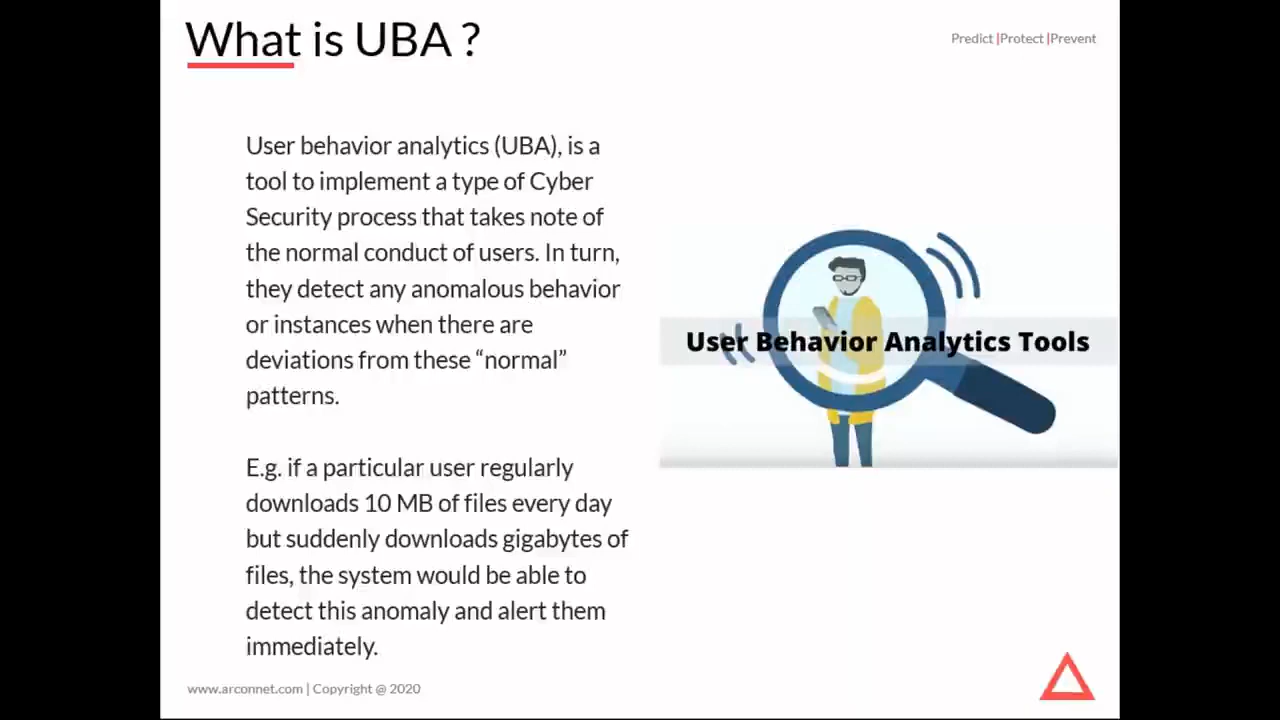 What is UBA ?
Predict |Protect |Prevent
User behavior analytics (UBA), is a
tool to implement a type of Cyber
Security process that takes note of
the normal conduct of users. In turn,
they detect any anomalous behavior
or instances when there are
deviations from these “normal”
patterns.
E.g. if a particular user regularly
downloads 10 MB of files every day
but suddenly downloads gigabytes of
files, the system would be able to
detect this anomaly and alert them
immediately.
User Behavior Analytics Tools
www.arconnet.com | Copyright @ 2020